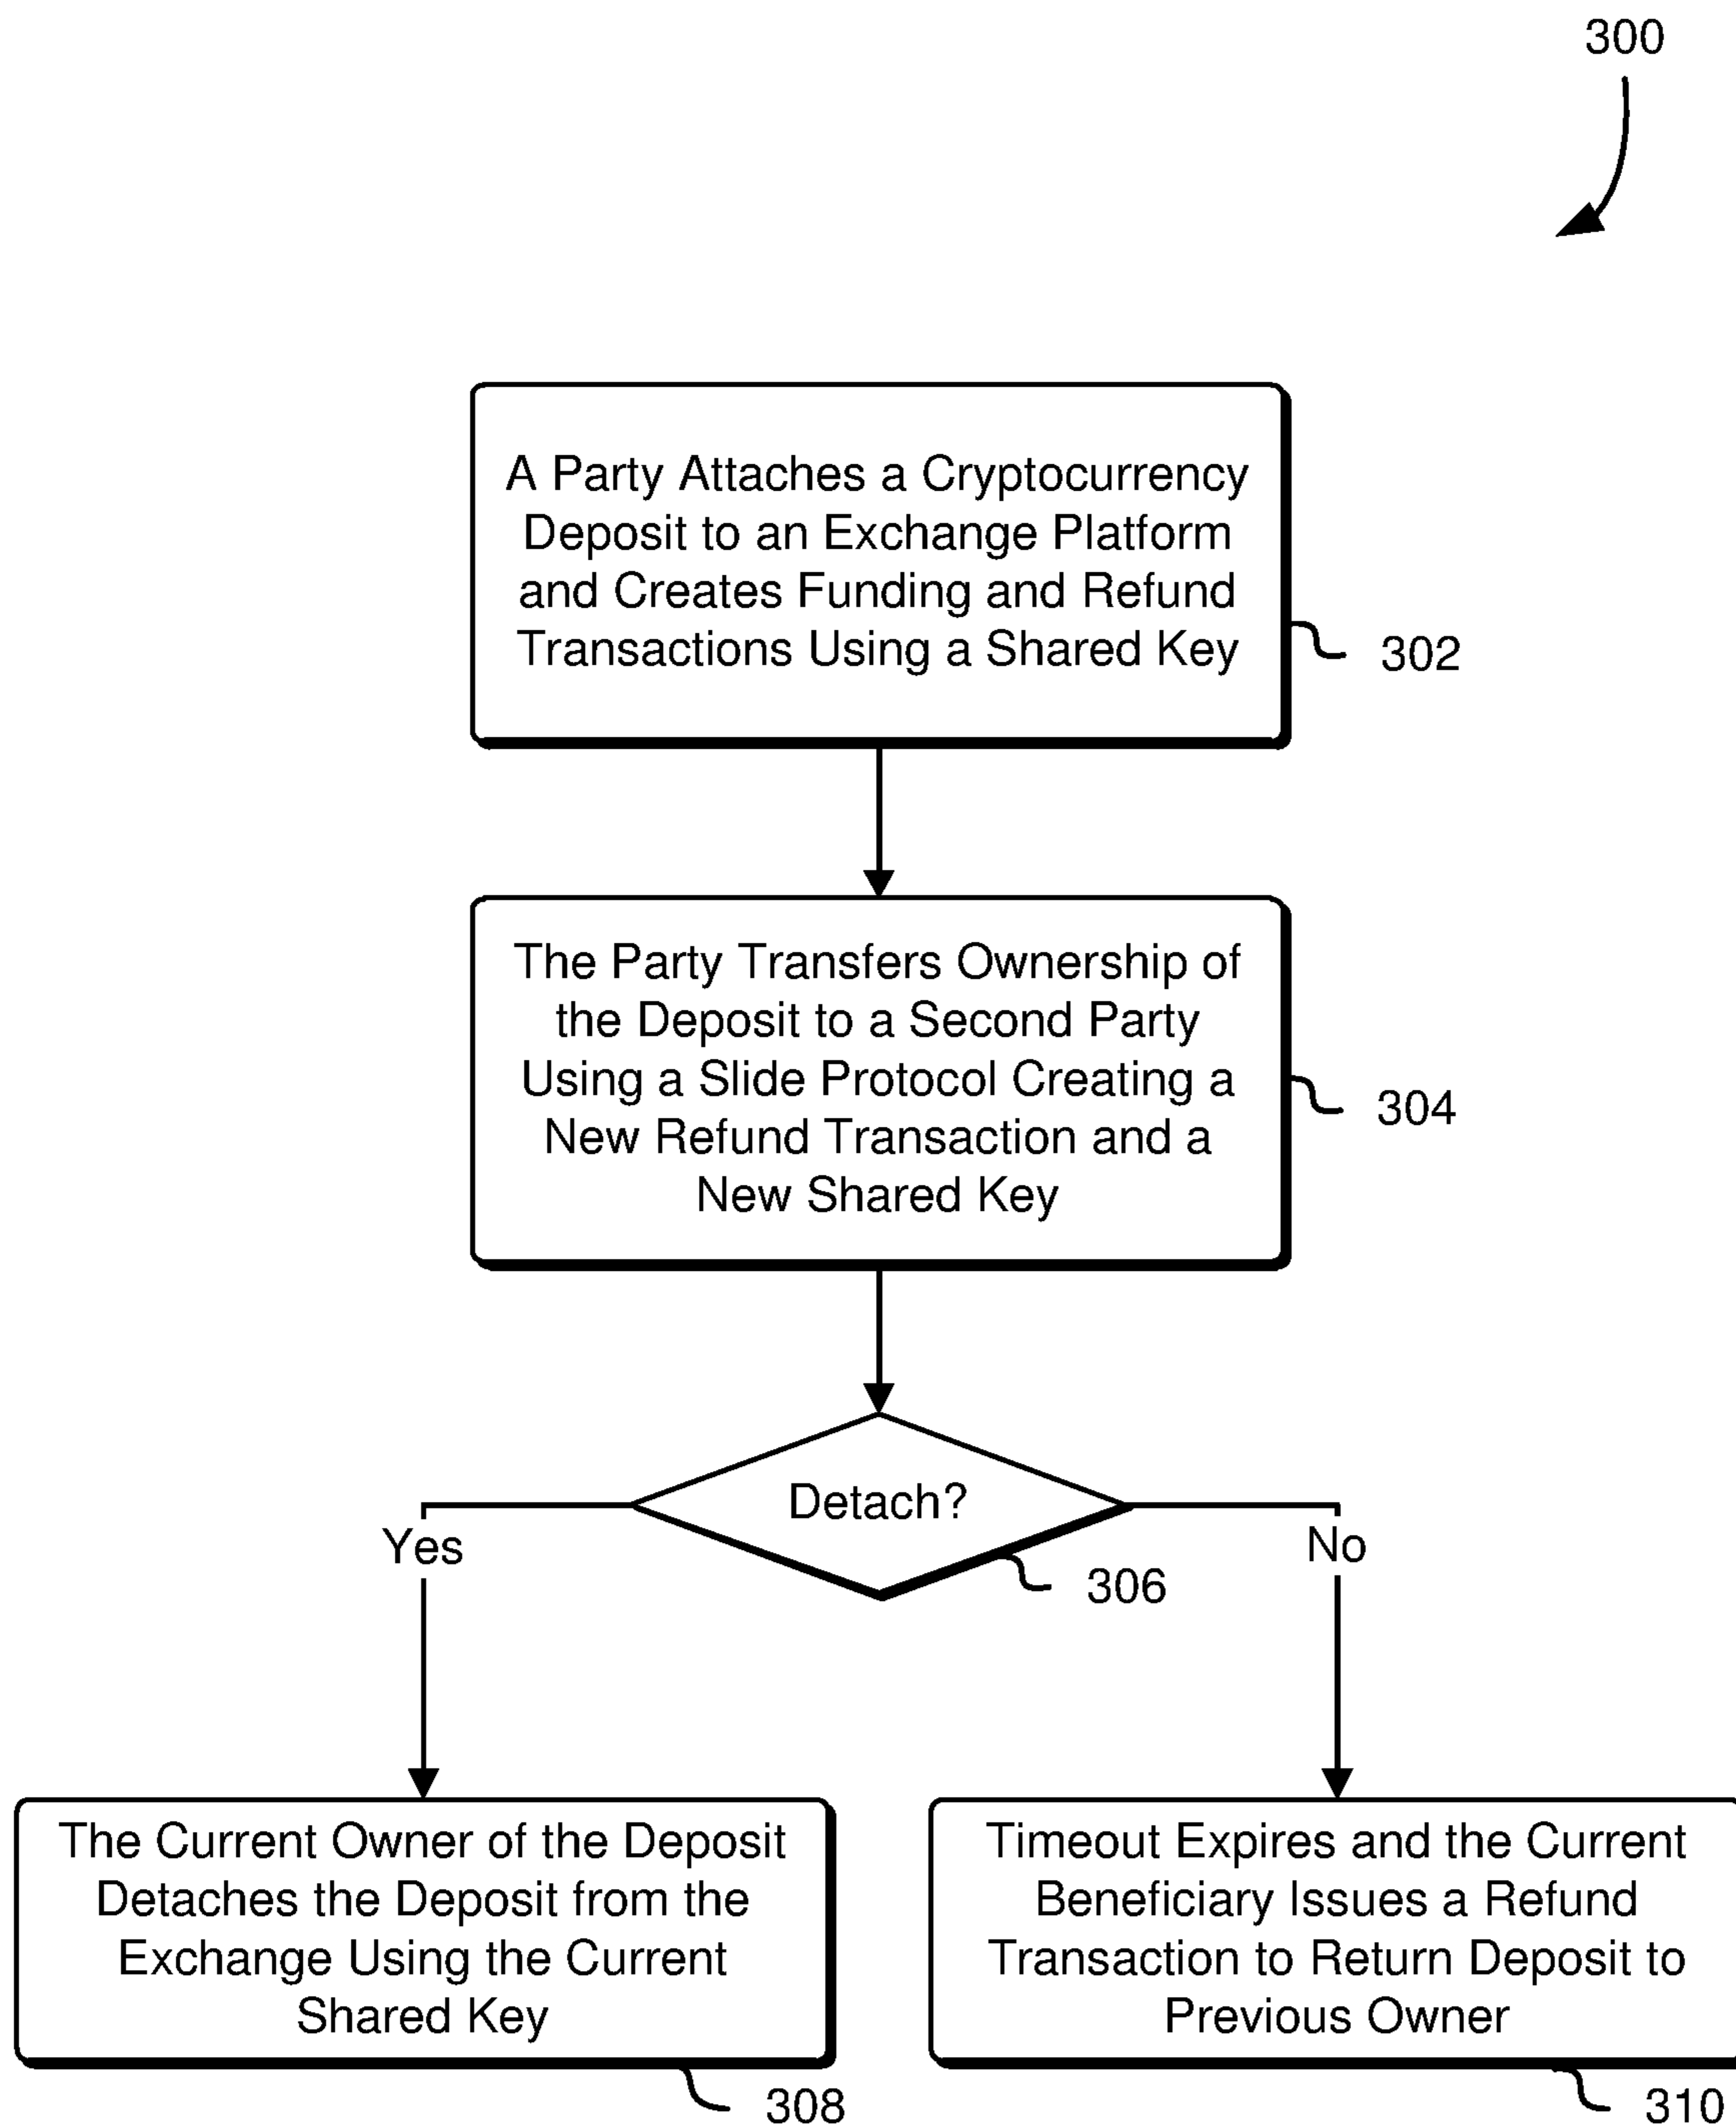 300
A Party Attaches a Cryptocurrency
Deposit to an Exchange Platform
and Creates Funding and Refund
Transactions Using a Shared Key
302
The Party Transfers Ownership of
the Deposit to a Second Party
Using a Slide Protocol Creating a
New Refund Transaction and a
New Shared Key
304
Detach?
Yes
No
306
The Current Owner of the Deposit
Detaches the Deposit from the
Exchange Using the Current
Shared Key
308
Timeout Expires and the Current
Beneficiary Issues a Refund
Transaction to Return Deposit to
Previous Owner
310